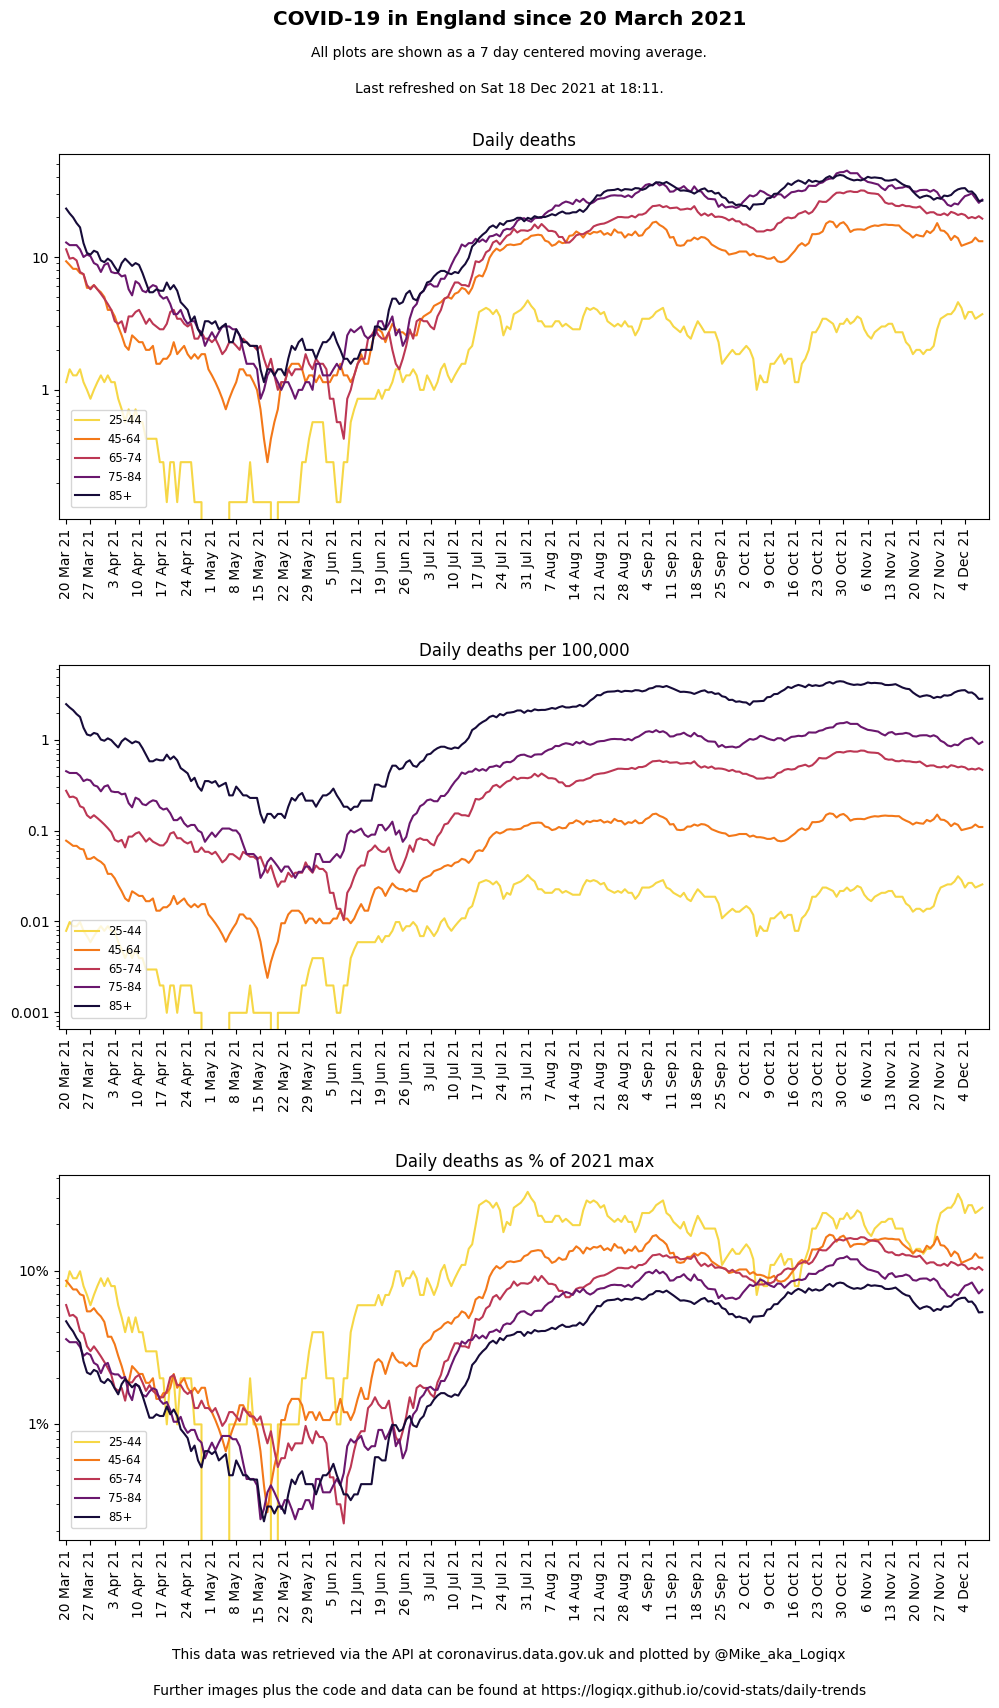 COVID-19 in England since 20 March 2021
All plots are shown as a 7 day centered moving average.
Last refreshed on Sat 18 Dec 2021 at 18:11.
Daily deaths
10
1
25-44
45-64
65-74
75-84
85+
20 Mar 21
27 Mar 21
3 Apr 21
10 Apr 21
17 Apr 21
24 Apr 21
1 May 21
8 May 21
15 May 21
22 May 21
29 May 21
5 Jun 21
12 Jun 21
19 Jun 21
26 Jun 21
3 Jul 21
10 Jul 21
17 Jul 21
24 Jul 21
31 Jul 21
7 Aug 21
14 Aug 21
21 Aug 21
28 Aug 21
4 Sep 21
11 Sep 21
18 Sep 21
25 Sep 21
2 Oct 21
9 Oct 21
16 Oct 21
23 Oct 21
30 Oct 21
6 Nov 21
13 Nov 21
20 Nov 21
27 Nov 21
4 Dec 21
Daily deaths per 100,000
1
0.1
0.01
0.001
25-44
45-64
65-74
75-84
85+
20 Mar 21
27 Mar 21
3 Apr 21
10 Apr 21
17 Apr 21
24 Apr 21
1 May 21
8 May 21
15 May 21
22 May 21
29 May 21
5 Jun 21
12 Jun 21
19 Jun 21
26 Jun 21
3 Jul 21
10 Jul 21
17 Jul 21
24 Jul 21
31 Jul 21
7 Aug 21
14 Aug 21
21 Aug 21
28 Aug 21
4 Sep 21
11 Sep 21
18 Sep 21
25 Sep 21
2 Oct 21
9 Oct 21
16 Oct 21
23 Oct 21
30 Oct 21
6 Nov 21
13 Nov 21
20 Nov 21
27 Nov 21
4 Dec 21
Daily deaths as % of 2021 max
10%
1%
25-44
45-64
65-74
75-84
85+
20 Mar 21
27 Mar 21
3 Apr 21
10 Apr 21
17 Apr 21
24 Apr 21
1 May 21
8 May 21
15 May 21
22 May 21
29 May 21
5 Jun 21
12 Jun 21
19 Jun 21
26 Jun 21
3 Jul 21
10 Jul 21
17 Jul 21
24 Jul 21
31 Jul 21
7 Aug 21
14 Aug 21
21 Aug 21
28 Aug 21
4 Sep 21
11 Sep 21
18 Sep 21
25 Sep 21
2 Oct 21
9 Oct 21
16 Oct 21
23 Oct 21
30 Oct 21
6 Nov 21
13 Nov 21
20 Nov 21
27 Nov 21
4 Dec 21
This data was retrieved via the API at coronavirus.data.gov.uk and plotted by @Mike_aka_Logiqx
Further images plus the code and data can be found at https://logiqx.github.io/covid-stats/daily-trends